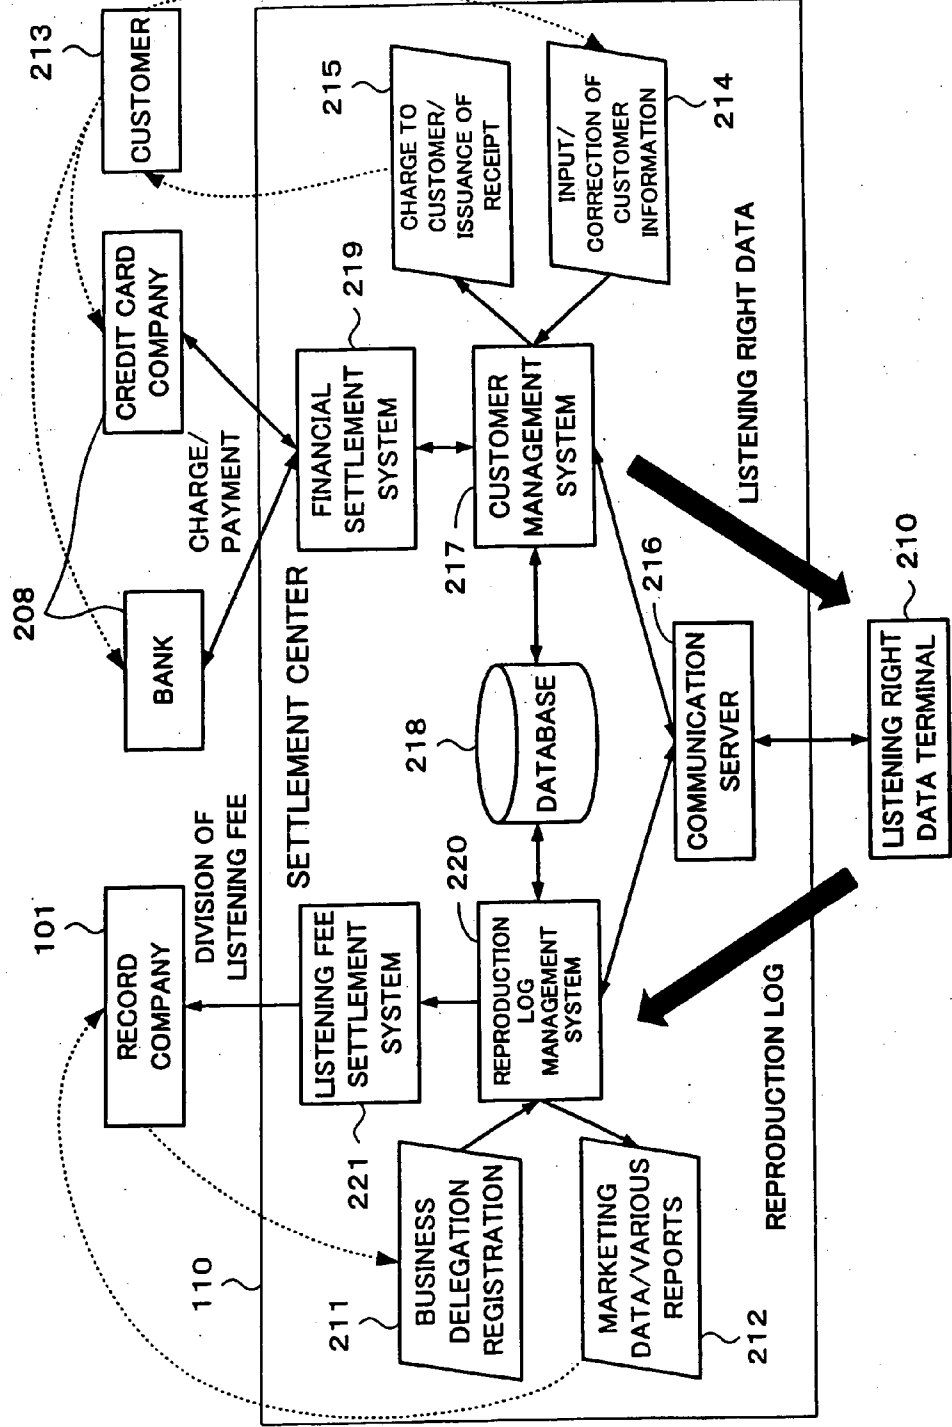 101
RECORD
COMPANY
DIVISION OF
LISTENING FEE
208
BANK
CREDIT CARD
COMPANY
CHARGE/
PAYMENT
213
CUSTOMER
110
SETTLEMENT CENTER
221
LISTENING FEE
SETTLEMENT
SYSTEM
219
FINANCIAL
SETTLEMENT
SYSTEM
215
CHARGE TO
CUSTOMER/
ISSUANCE OF
RECEIPT
211
BUSINESS
DELEGATION
REGISTRATION
220
REPRODUCTION
LOG
MANAGEMENT
SYSTEM
218
DATABASE
217
CUSTOMER
MANAGEMENT
SYSTEM
INPUT/
CORRECTION OF
CUSTOMER
INFORMATION
214
MARKETING
DATA/VARIOUS
REPORTS
212
216
COMMUNICATION
SERVER
REPRODUCTION LOG
LISTENING RIGHT DATA
210
LISTENING RIGHT
DATA TERMINAL